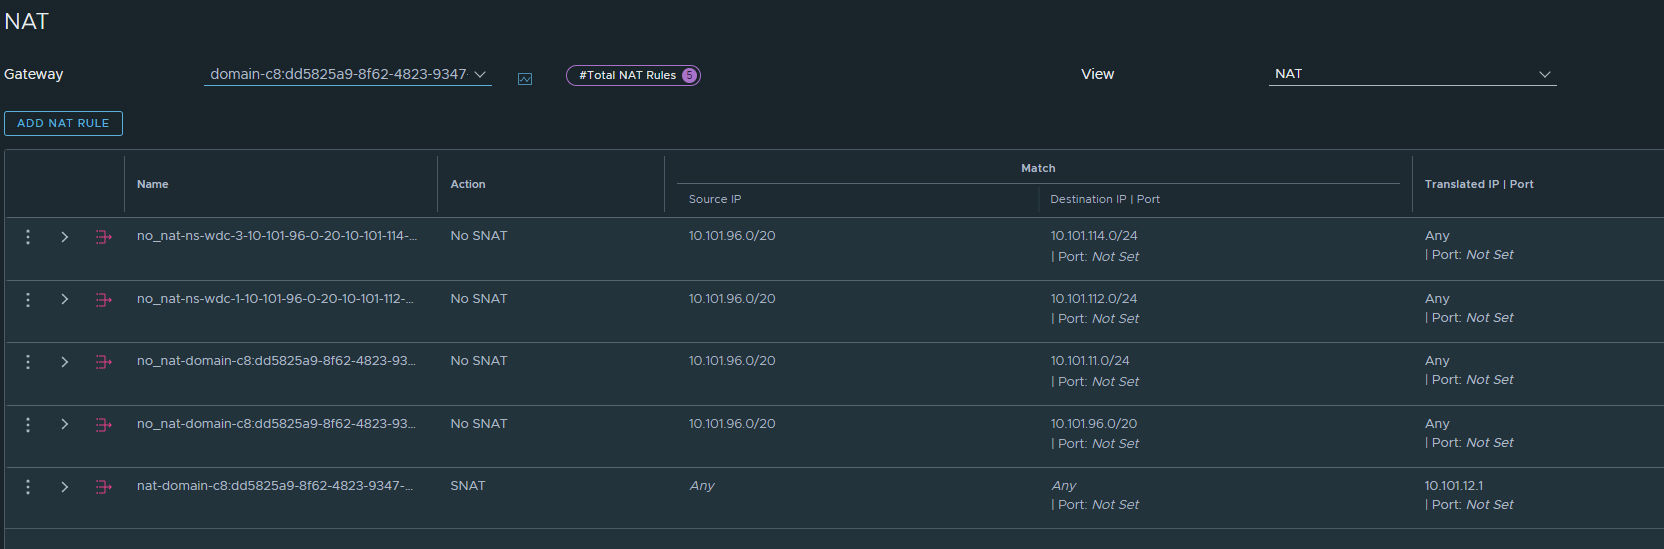 NAT
Gateway domain-c8:dd5825a9-8f62-4823-9347- #Total NAT Rules 5 View NAT
ADD NAT RULE
Match
Name Action Translated IP | Port
Source IP Destination IP | Port
no_nat-ns-wdc-3-10-101-96-0-20-10-101-114-... No SNAT 10.101.96.0/20 10.101.114.0/24 Any
| Port: Not Set | Port: Not Set
no_nat-ns-wdc-1-10-101-96-0-20-10-101-112-... No SNAT 10.101.96.0/20 10.101.112.0/24 Any
| Port: Not Set | Port: Not Set
no_nat-domain-c8:dd5825a9-8f62-4823-93... No SNAT 10.101.96.0/20 10.101.11.0/24 Any
| Port: Not Set | Port: Not Set
no_nat-domain-c8:dd5825a9-8f62-4823-93... No SNAT 10.101.96.0/20 10.101.96.0/20 Any
| Port: Not Set | Port: Not Set
nat-domain-c8:dd5825a9-8f62-4823-9347-... SNAT Any Any 10.101.12.1
| Port: Not Set | Port: Not Set